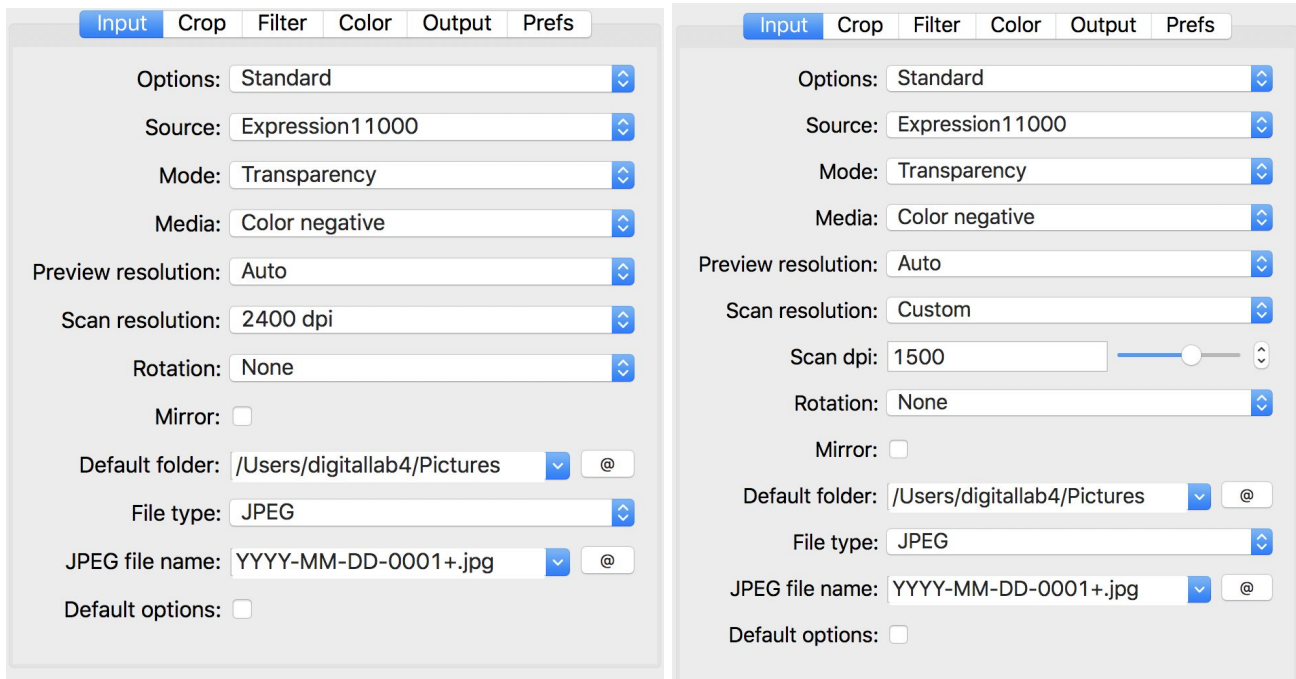 Input Crop Filter Color Output Prefs
Options: Standard
Source: Expression11000
Mode: Transparency
Media: Color negative
Preview resolution: Auto
Scan resolution: 2400 dpi
Rotation: None
Mirror:
Default folder: /Users/digitallab4/Pictures @
File type: JPEG
JPEG file name: YYYY-MM-DD-0001+.jpg @
Default options:
Input Crop Filter Color Output Prefs
Options: Standard
Source: Expression11000
Mode: Transparency
Media: Color negative
Preview resolution: Auto
Scan resolution: Custom
Scan dpi: 1500
Rotation: None
Mirror:
Default folder: /Users/digitallab4/Pictures @
File type: JPEG
JPEG file name: YYYY-MM-DD-0001+.jpg @
Default options: